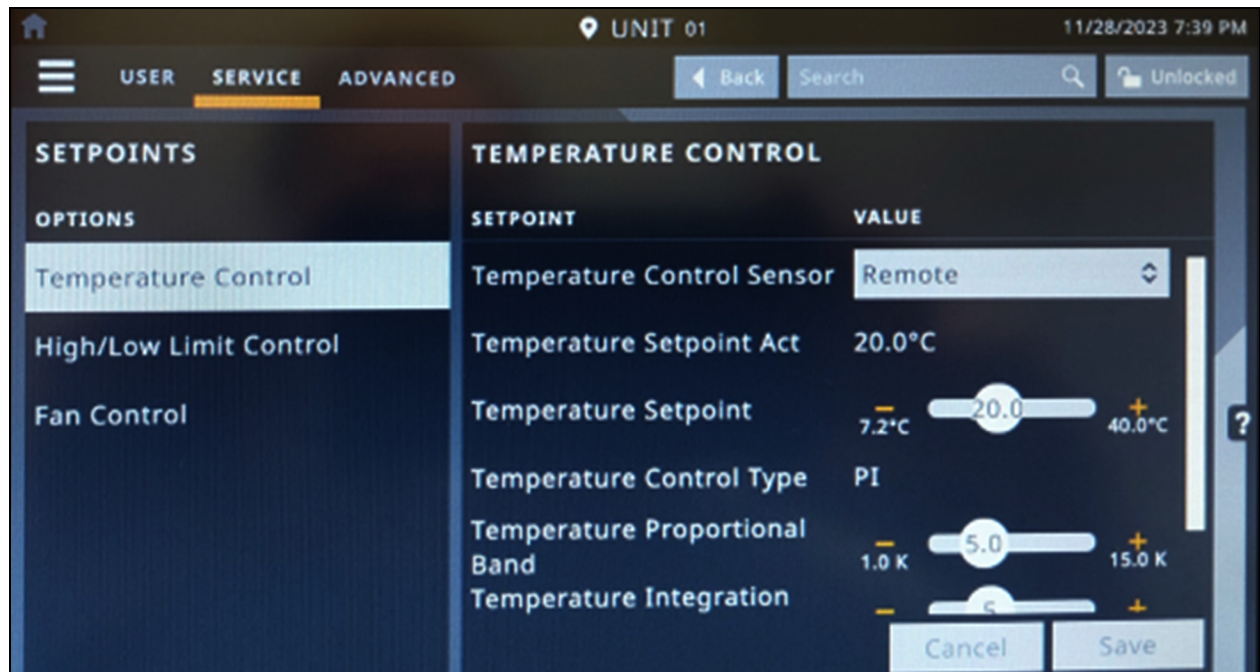 UNIT 01 11/28/2023 7:39 PM
USER SERVICE ADVANCED Back Search Unlocked
SETPOINTS
OPTIONS
Temperature Control
High/Low Limit Control
Fan Control
TEMPERATURE CONTROL
SETPOINT VALUE
Temperature Control Sensor Remote
Temperature Setpoint Act 20.0°C
Temperature Setpoint − 7.2°C 20.0 + 40.0°C
Temperature Control Type PI
Temperature Proportional
Band − 1.0 K 5.0 + 15.0 K
Temperature Integration − 5 +
Cancel Save
?